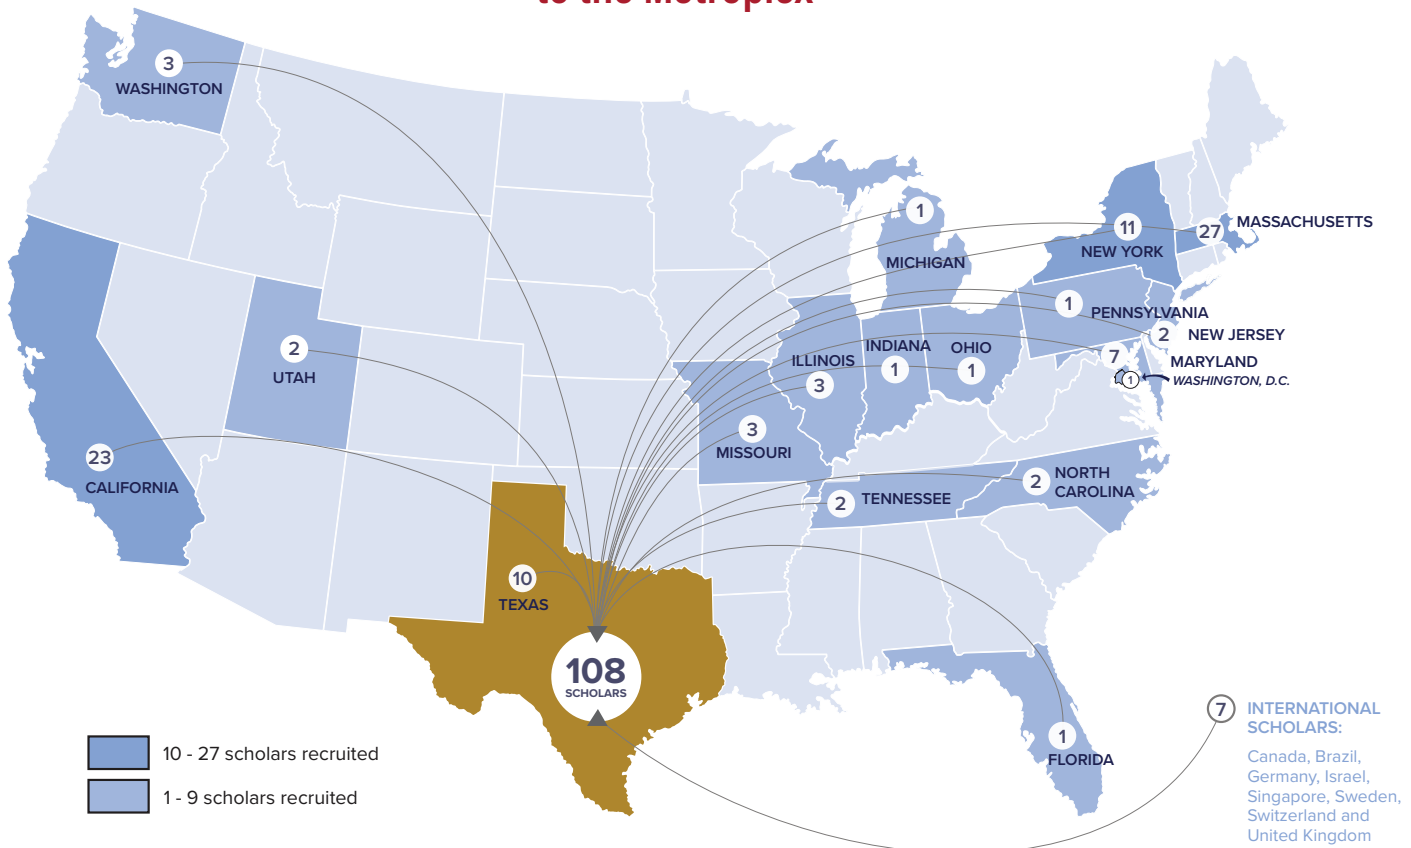 to the Metroplex
3
WASHINGTON
1
MICHIGAN
11
NEW YORK
27
MASSACHUSETTS
1
PENNSYLVANIA
2
NEW JERSEY
7
MARYLAND
1
WASHINGTON, D.C.
2
UTAH
ILLINOIS
3
INDIANA
1
OHIO
1
3
MISSOURI
23
CALIFORNIA
2
TENNESSEE
2
NORTH
CAROLINA
10
TEXAS
108
SCHOLARS
1
FLORIDA
7
INTERNATIONAL
SCHOLARS:
Canada, Brazil,
Germany, Israel,
Singapore, Sweden,
Switzerland and
United Kingdom
10 - 27 scholars recruited
1 - 9 scholars recruited